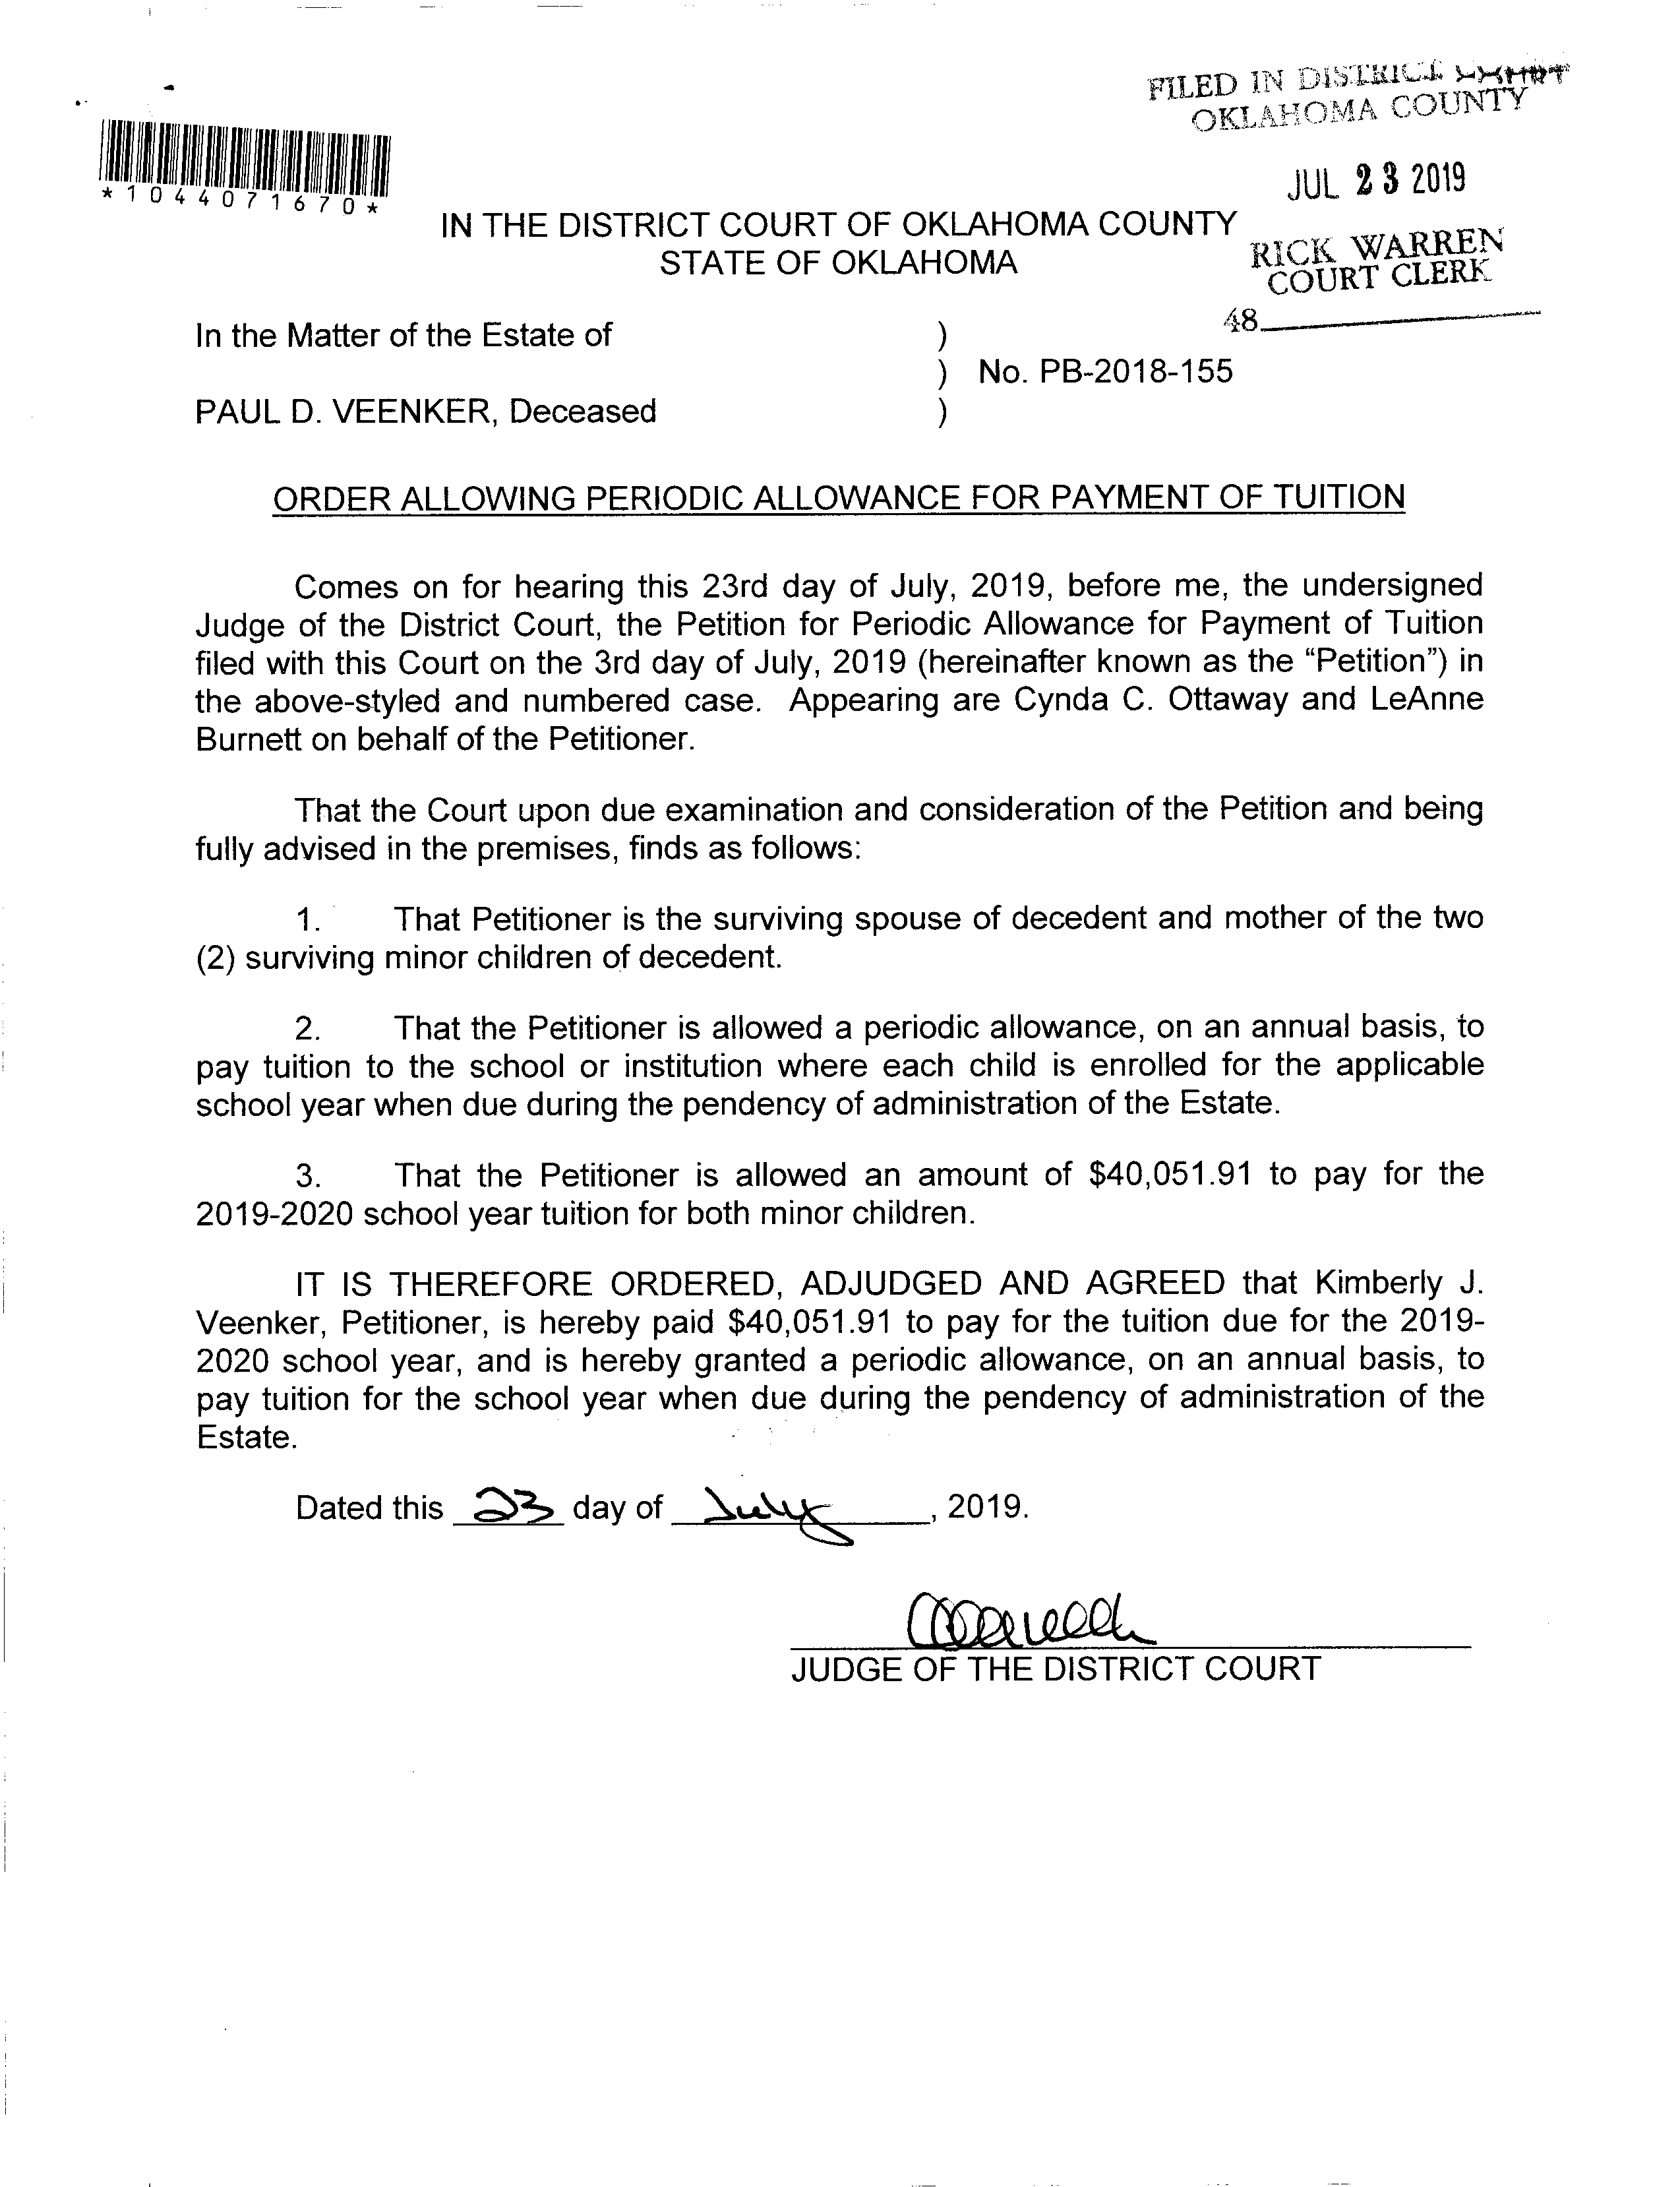 FILED IN DISTRICT COURT
OKLAHOMA COUNTY
*1044071670*
JUL 23 2019
IN THE DISTRICT COURT OF OKLAHOMA COUNTY
STATE OF OKLAHOMA
RICK WARREN
COURT CLERK
48
In the Matter of the Estate of )
) No. PB-2018-155
PAUL D. VEENKER, Deceased )
ORDER ALLOWING PERIODIC ALLOWANCE FOR PAYMENT OF TUITION
Comes on for hearing this 23rd day of July, 2019, before me, the undersigned
Judge of the District Court, the Petition for Periodic Allowance for Payment of Tuition
filed with this Court on the 3rd day of July, 2019 (hereinafter known as the “Petition”) in
the above-styled and numbered case. Appearing are Cynda C. Ottaway and LeAnne
Burnett on behalf of the Petitioner.
That the Court upon due examination and consideration of the Petition and being
fully advised in the premises, finds as follows:
1. That Petitioner is the surviving spouse of decedent and mother of the two
(2) surviving minor children of decedent.
2. That the Petitioner is allowed a periodic allowance, on an annual basis, to
pay tuition to the school or institution where each child is enrolled for the applicable
school year when due during the pendency of administration of the Estate.
3. That the Petitioner is allowed an amount of $40,051.91 to pay for the
2019-2020 school year tuition for both minor children.
IT IS THEREFORE ORDERED, ADJUDGED AND AGREED that Kimberly J.
Veenker, Petitioner, is hereby paid $40,051.91 to pay for the tuition due for the 2019-
2020 school year, and is hereby granted a periodic allowance, on an annual basis, to
pay tuition for the school year when due during the pendency of administration of the
Estate.
Dated this 23 day of July, 2019.
JUDGE OF THE DISTRICT COURT